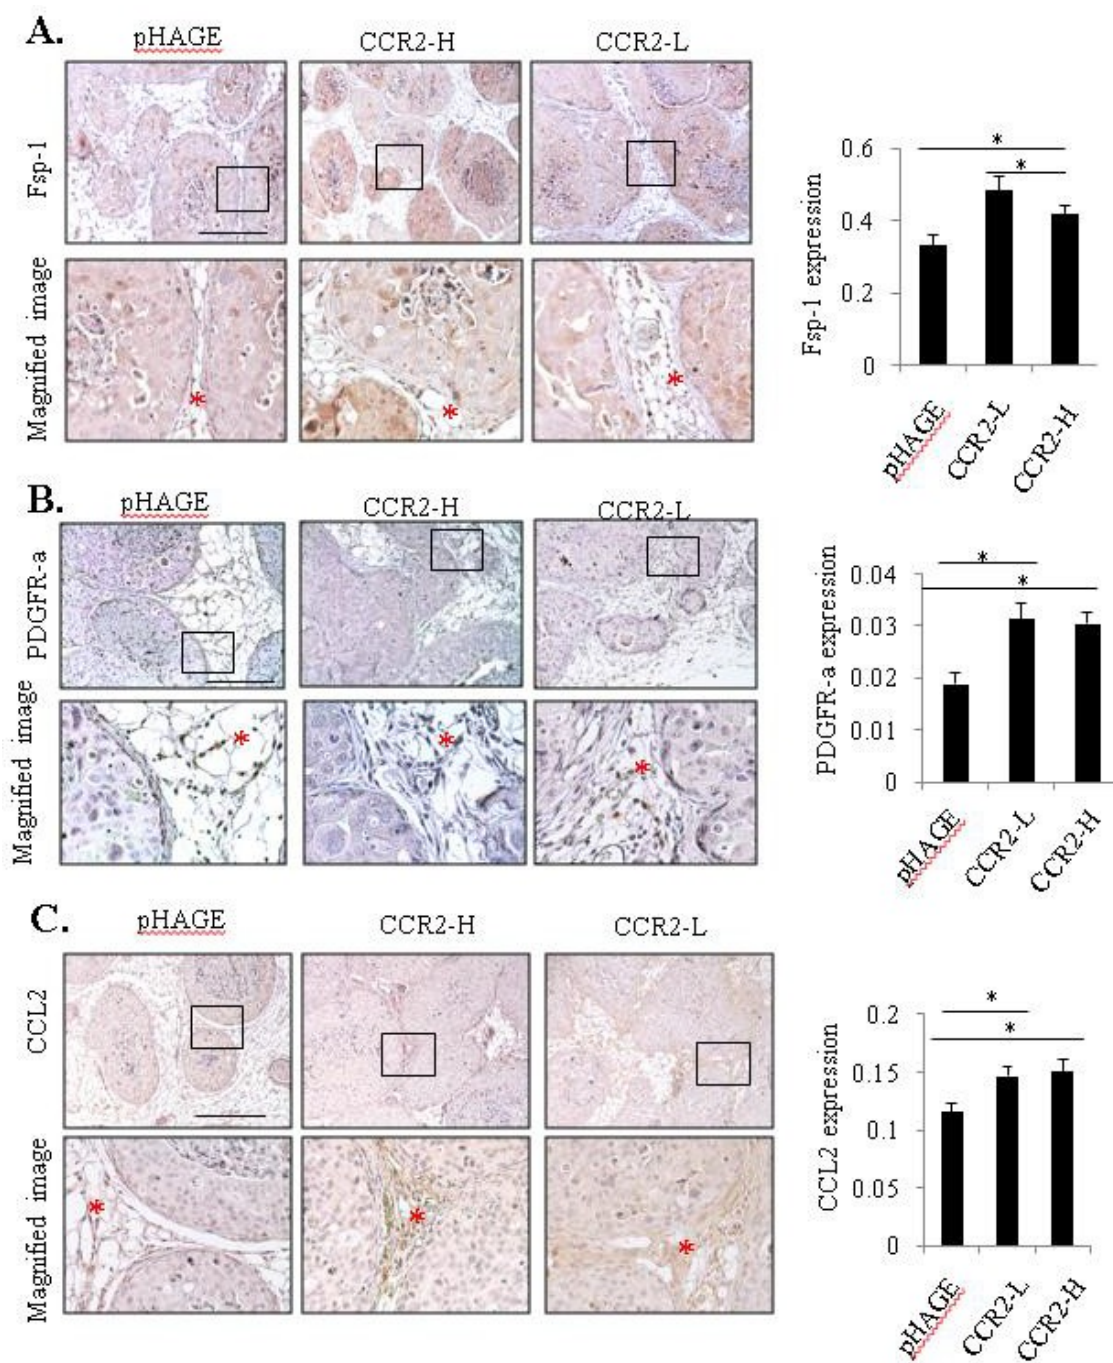 A.
pHAGE CCR2-H CCR2-L
Fsp-1
Magnified image
* * *
Fsp-1 expression
0.6
0.4
0.2
0
* 
*
pHAGE CCR2-L CCR2-H
B.
pHAGE CCR2-H CCR2-L
PDGFR-a
Magnified image
* * *
PDGFR-a expression
0.04
0.03
0.02
0.01
0
*
*
pHAGE CCR2-L CCR2-H
C.
pHAGE CCR2-H CCR2-L
CCL2
Magnified image
* * *
CCL2 expression
0.2
0.15
0.1
0.05
0
*
*
pHAGE CCR2-L CCR2-H